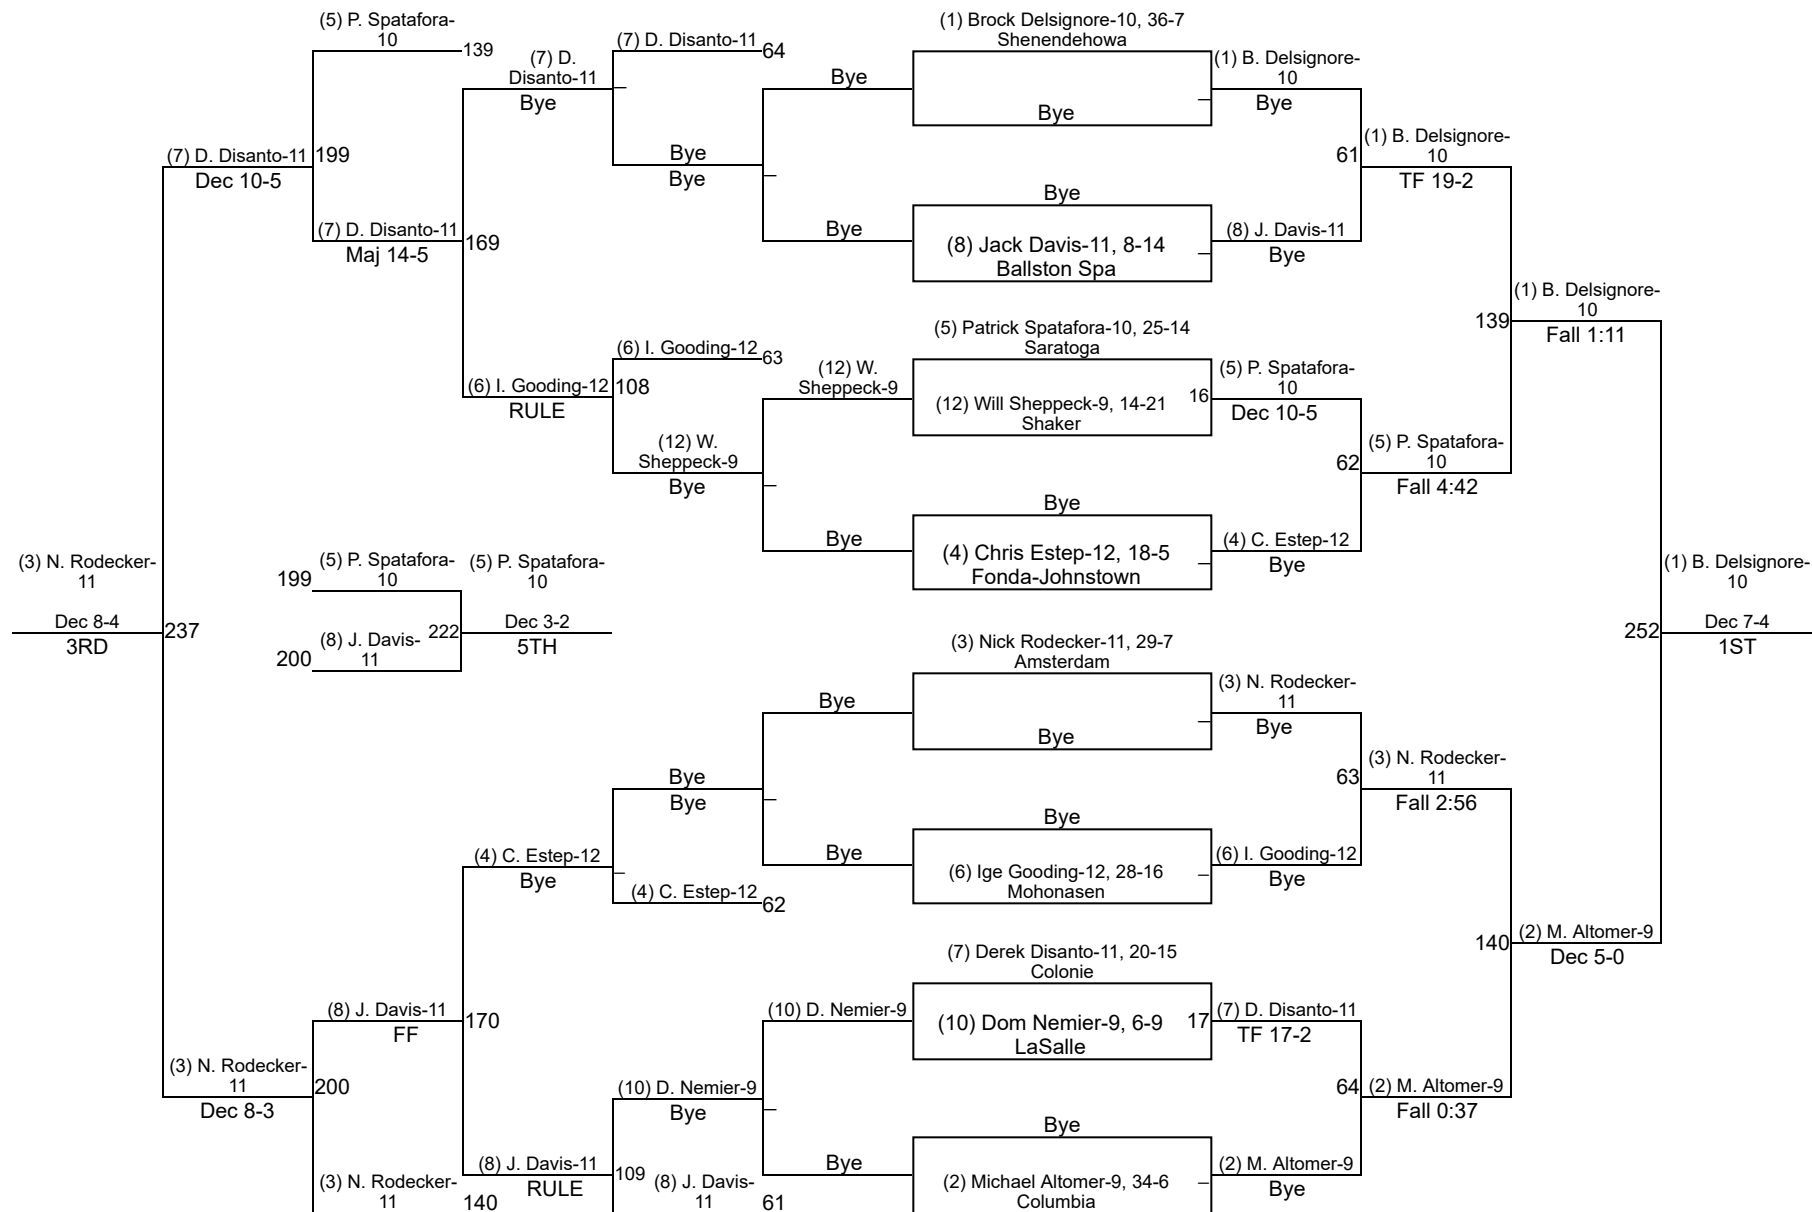 (5) P. Spatafora-
10
139
(7) D. Disanto-11
199
Dec 10-5
(7) D. Disanto-11
169
Maj 14-5
(7) D.
Disanto-11
Bye
(7) D. Disanto-11
64
Bye
Bye
Bye
Bye
(6) I. Gooding-12
108
RULE
(6) I. Gooding-12
63
(12) W.
Sheppeck-9
Bye
(12) W.
Sheppeck-9
Bye
(1) Brock Delsignore-10, 36-7
Shenendehowa
Bye
Bye
(8) Jack Davis-11, 8-14
Ballston Spa
(5) Patrick Spatafora-10, 25-14
Saratoga
(12) Will Sheppeck-9, 14-21
16
Shaker
Bye
(4) Chris Estep-12, 18-5
Fonda-Johnstown
(1) B. Delsignore-
10
Bye
61
(8) J. Davis-11
Bye
(5) P. Spatafora-
10
Dec 10-5
62
(4) C. Estep-12
Bye
(1) B. Delsignore-
10
TF 19-2
139
(5) P. Spatafora-
10
Fall 4:42
(1) B. Delsignore-
10
Fall 1:11
(3) N. Rodecker-
11
Dec 8-4
237
3RD
199
(5) P. Spatafora-
10
200
(8) J. Davis-
11
222
(5) P. Spatafora-
10
Dec 3-2
5TH
252
(1) B. Delsignore-
10
Dec 7-4
1ST
(3) Nick Rodecker-11, 29-7
Amsterdam
Bye
Bye
(6) Ige Gooding-12, 28-16
Mohonasen
(7) Derek Disanto-11, 20-15
Colonie
(10) Dom Nemier-9, 6-9
17
LaSalle
Bye
(2) Michael Altomer-9, 34-6
Columbia
(3) N. Rodecker-
11
Bye
63
(6) I. Gooding-12
Bye
(7) D. Disanto-11
TF 17-2
64
(2) M. Altomer-9
Bye
(3) N. Rodecker-
11
Fall 2:56
140
(2) M. Altomer-9
Fall 0:37
(2) M. Altomer-9
Dec 5-0
Bye
Bye
Bye
Bye
(4) C. Estep-12
Bye
(4) C. Estep-12
62
(10) D. Nemier-9
(10) D. Nemier-9
Bye
Bye
(8) J. Davis-11
170
FF
(3) N. Rodecker-
11
200
Dec 8-3
(8) J. Davis-11
109
RULE
(8) J. Davis-
11
61
(3) N. Rodecker-
11
140